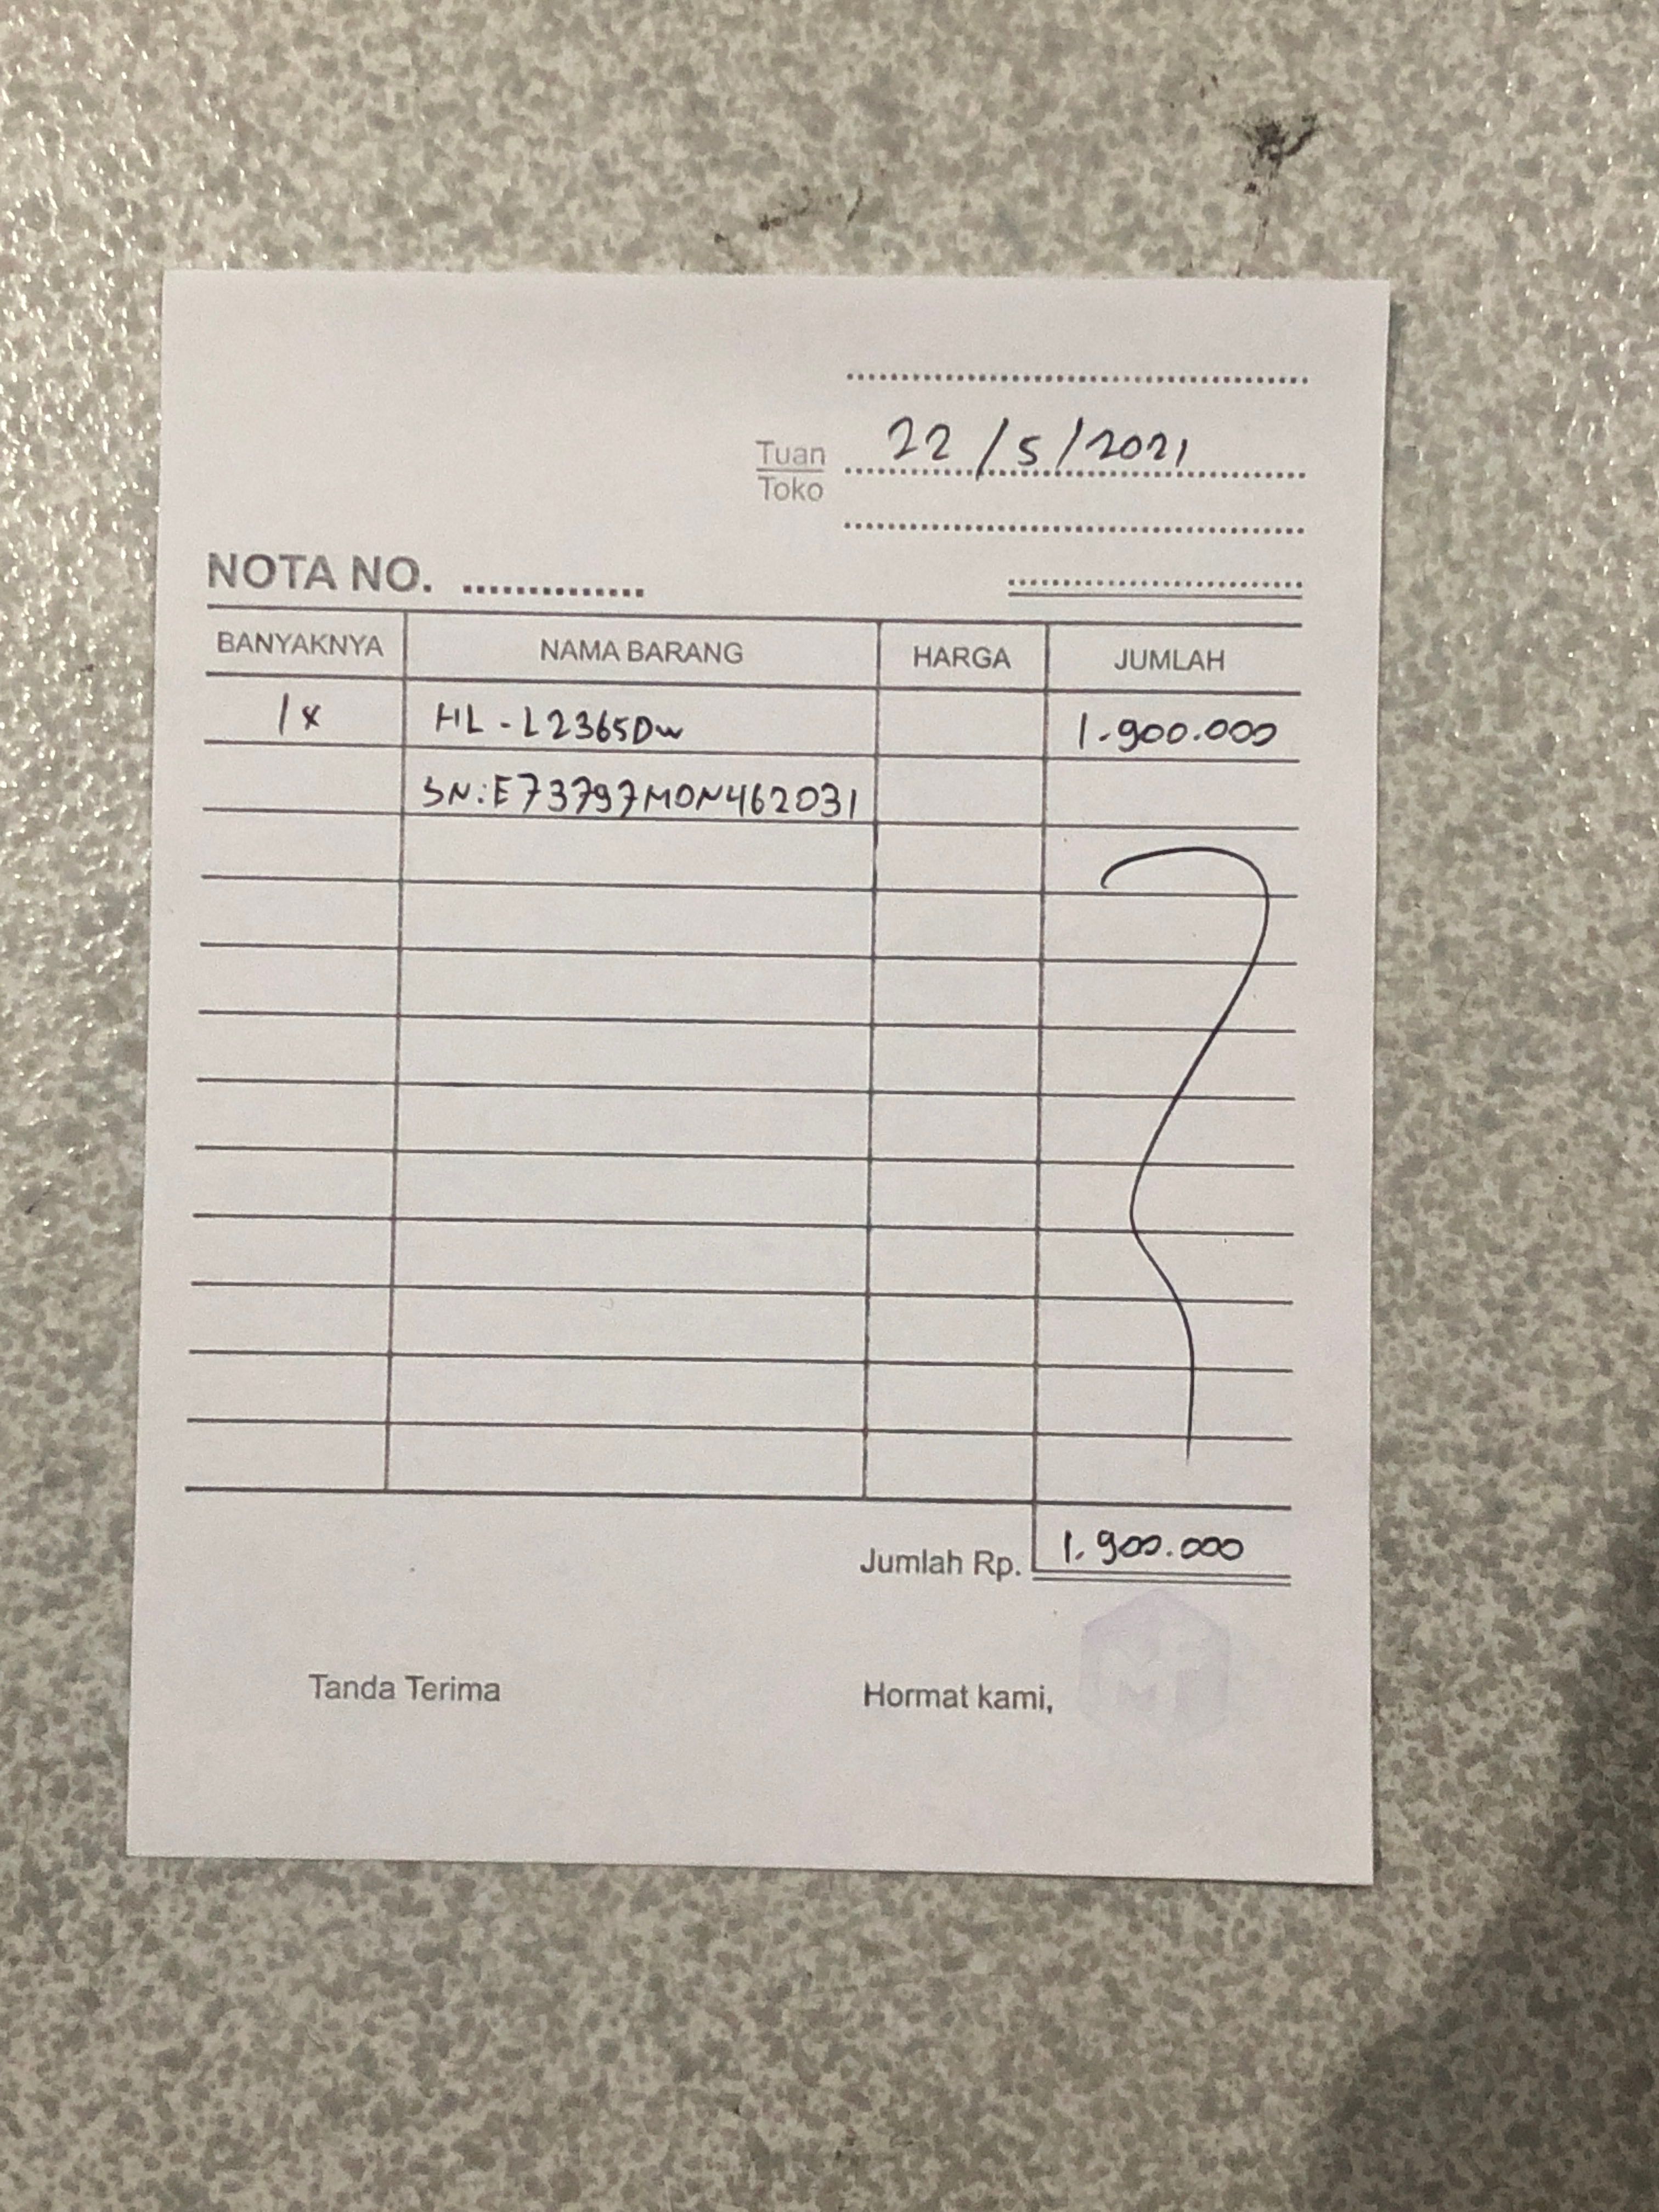 22/5/2021
Tuan
Toko
NOTA NO. ..............
BANYAKNYA NAMA BARANG HARGA JUMLAH
1x HL-L2365Dw 1.900.000
SN:E73797M0N462031
Jumlah Rp. 1.900.000
Tanda Terima Hormat kami,